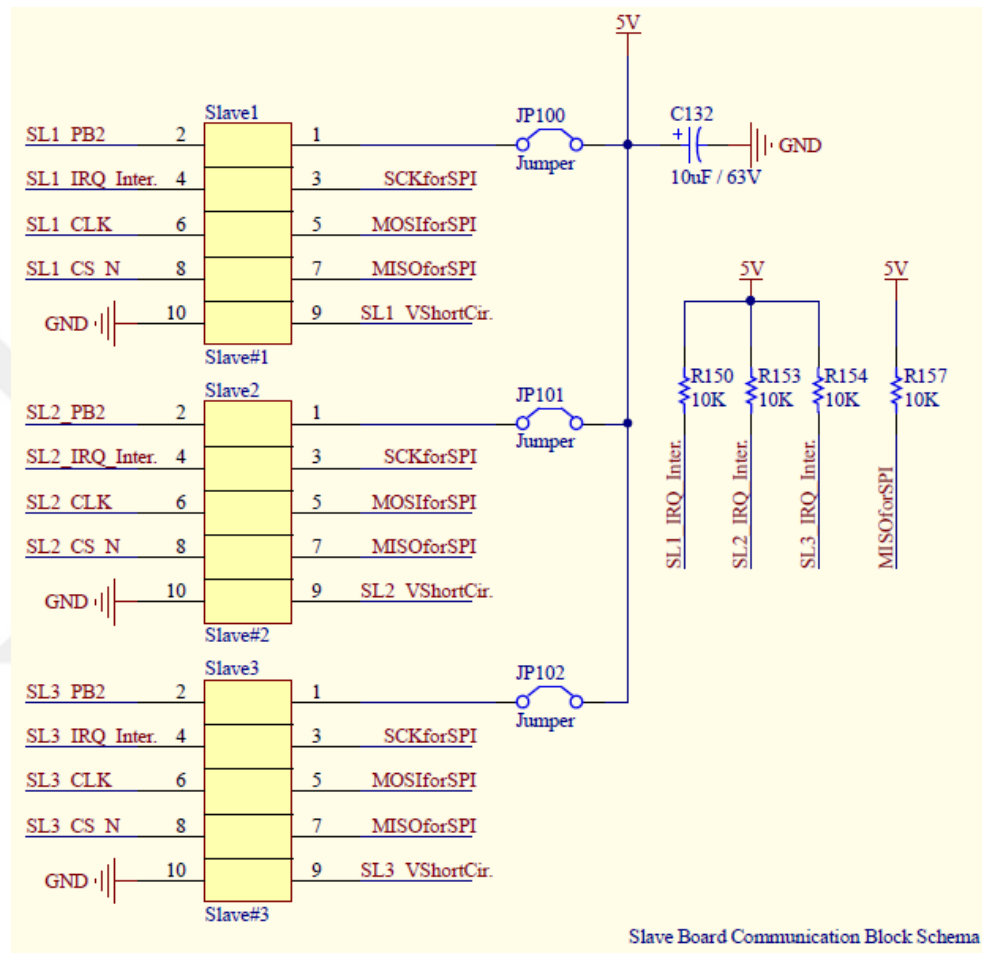 5V
Slave1
JP100
C132
SL1_PB2 2 1
+
GND
Jumper
10uF / 63V
SL1_IRQ_Inter. 4 3 SCKforSPI
SL1_CLK 6 5 MOSIforSPI
SL1_CS_N 8 7 MISOforSPI
GND 10 9 SL1_VShortCir.
Slave#1
5V
5V
R150
10K
R153
10K
R154
10K
R157
10K
SL1_IRQ_Inter.
SL2_IRQ_Inter.
SL3_IRQ_Inter.
MISOforSPI
Slave2
JP101
SL2_PB2 2 1
Jumper
SL2_IRQ_Inter. 4 3 SCKforSPI
SL2_CLK 6 5 MOSIforSPI
SL2_CS_N 8 7 MISOforSPI
GND 10 9 SL2_VShortCir.
Slave#2
Slave3
JP102
SL3_PB2 2 1
Jumper
SL3_IRQ_Inter. 4 3 SCKforSPI
SL3_CLK 6 5 MOSIforSPI
SL3_CS_N 8 7 MISOforSPI
GND 10 9 SL3_VShortCir.
Slave#3
Slave Board Communication Block Schema